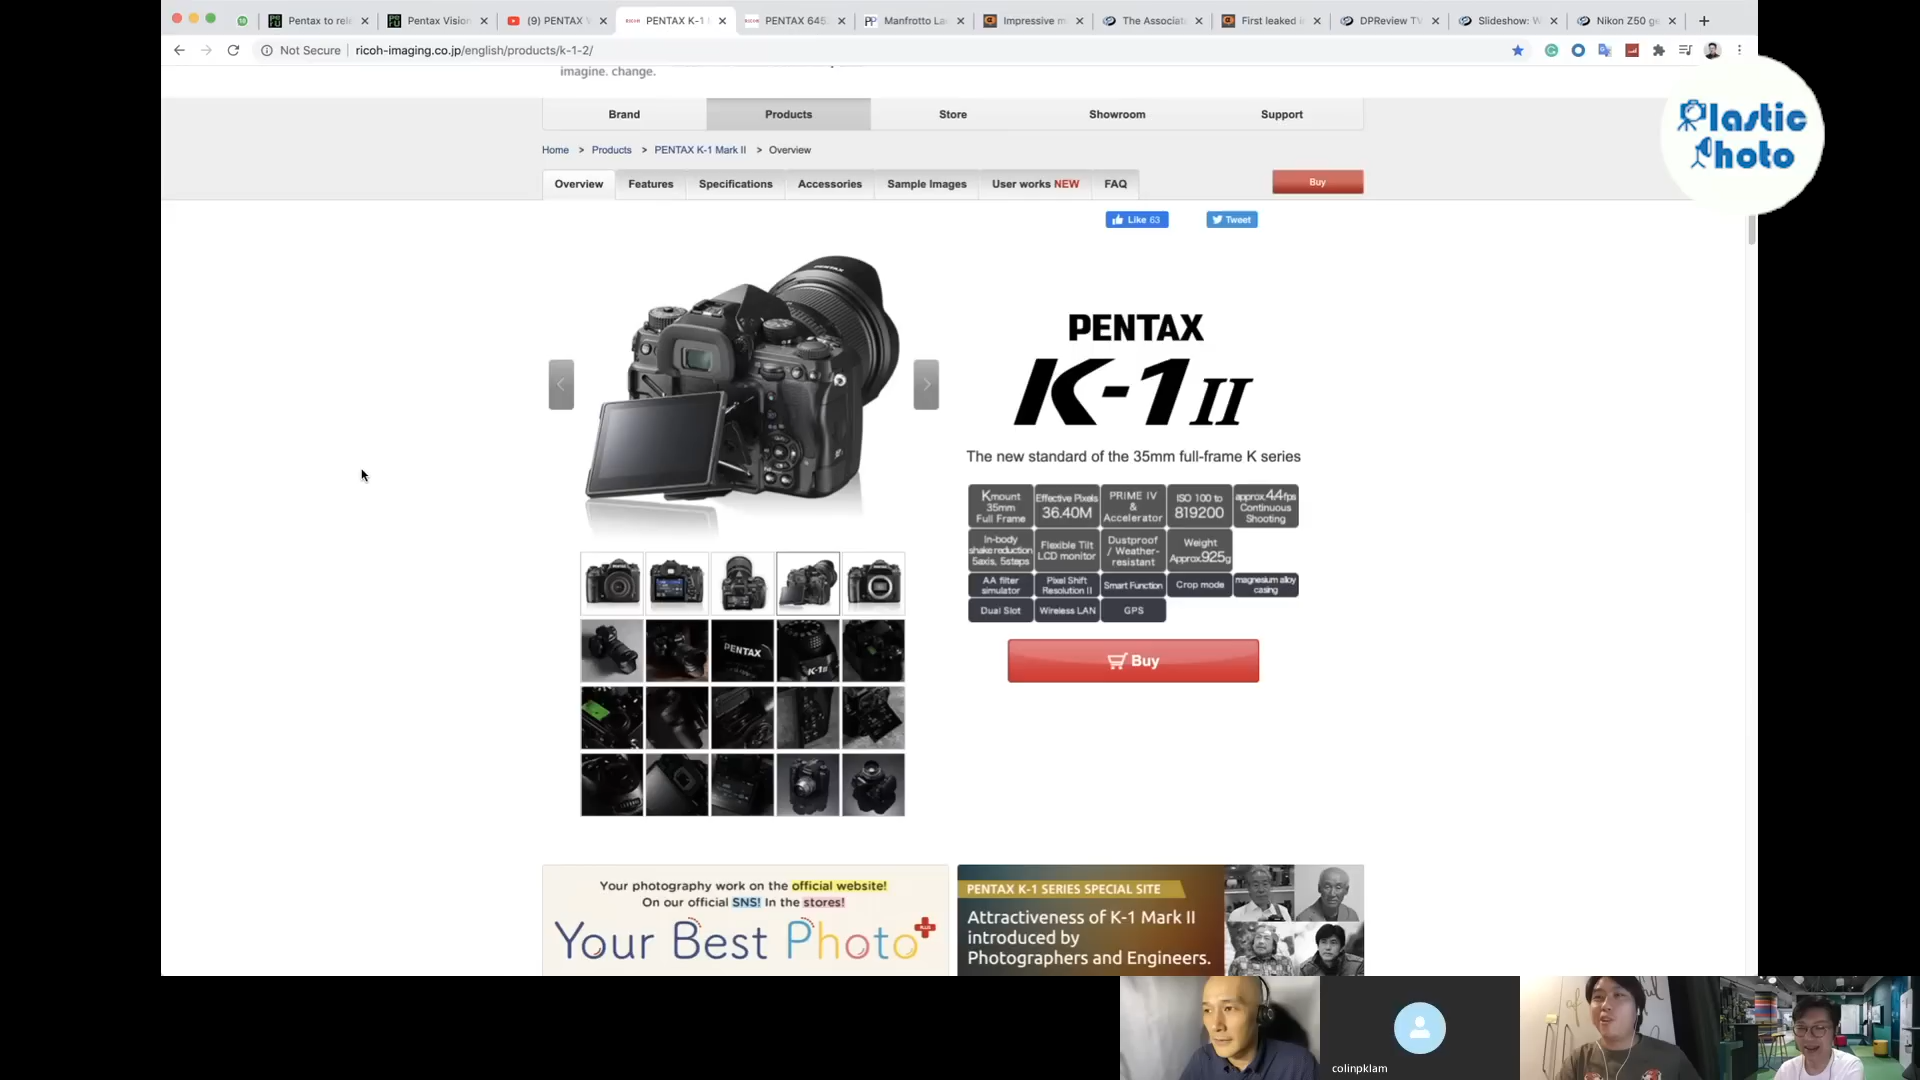 Pentax to rele
Pentax Vision
(9) PENTAX V
PENTAX K-1 I
PENTAX 645
Manfrotto La
Impressive m
The Associat
First leaked i
DPReview TV
Slideshow: W
Nikon Z50 ge
Not Secure
ricoh-imaging.co.jp/english/products/k-1-2/
imagine. change.
Brand
Products
Store
Showroom
Support
Home > Products > PENTAX K-1 Mark II > Overview
Overview
Features
Specifications
Accessories
Sample Images
User works NEW
FAQ
Buy
Plastic
Photo
Like 63
Tweet
PENTAX
K-1 II
The new standard of the 35mm full-frame K series
K mount
35mm
Full Frame
Effective Pixels
36.40M
PRIME IV
&
Accelerator
ISO 100 to
819200
approx.4.4fps
Continuous
Shooting
In-body
shake reduction
5axis, 5steps
Flexible Tilt
LCD monitor
Dustproof
/ Weather-
resistant
Weight
Approx.925g
AA filter
simulator
Pixel Shift
Resolution II
Smart Function
Crop mode
magnesium alloy
casing
Dual Slot
Wireless LAN
GPS
Buy
PENTAX
PENTAX
K-1 II
Your photography work on the official website!
On our official SNS! In the stores!
Your Best Photo
PLUS
PENTAX K-1 SERIES SPECIAL SITE
Attractiveness of K-1 Mark II
introduced by
Photographers and Engineers.
colinpklam